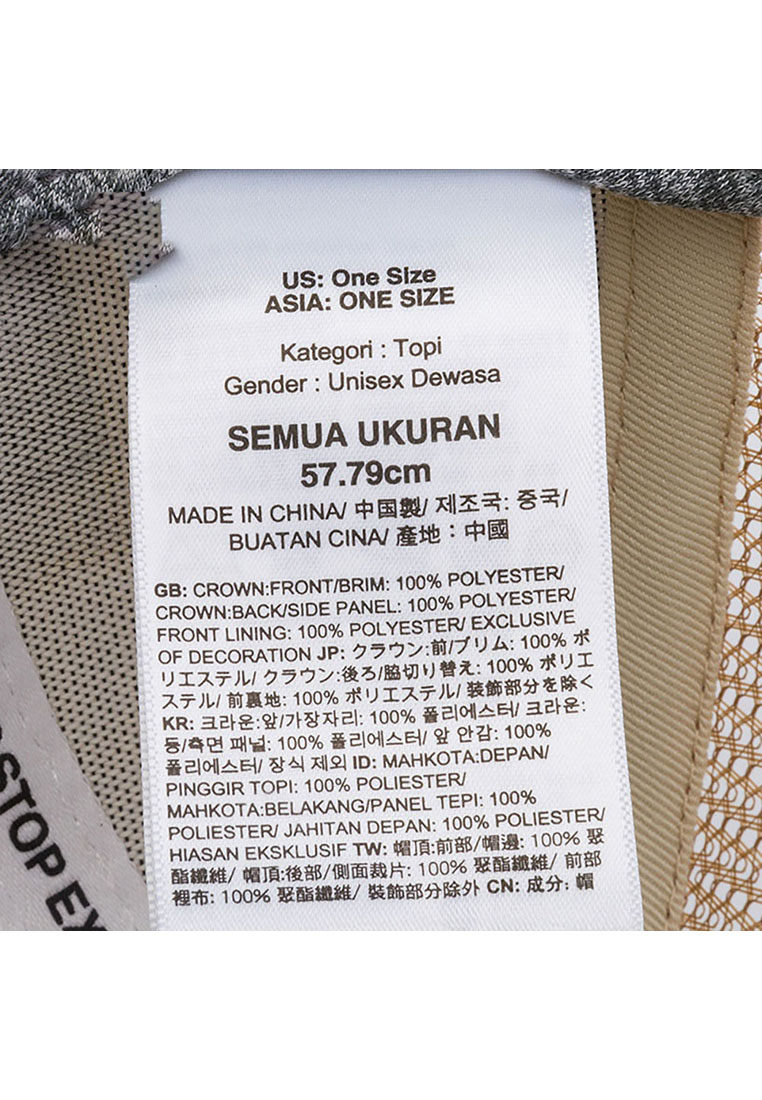 US: One Size
ASIA: ONE SIZE
Kategori : Topi
Gender : Unisex Dewasa
SEMUA UKURAN
57.79cm
MADE IN CHINA/ 中国製/ 제조국: 중국/
BUATAN CINA/ 產地：中國
GB: CROWN:FRONT/BRIM: 100% POLYESTER/
CROWN:BACK/SIDE PANEL: 100% POLYESTER/
FRONT LINING: 100% POLYESTER/ EXCLUSIVE
OF DECORATION JP: クラウン:前/ブリム: 100% ポ
リエステル/ クラウン:後ろ/脇切り替え: 100% ポリエ
ステル/ 前裏地: 100% ポリエステル/ 装飾部分を除く
KR: 크라운:앞/가장자리: 100% 폴리에스터/ 크라운:
등/측면 패널: 100% 폴리에스터/ 앞 안감: 100%
폴리에스터/ 장식 제외 ID: MAHKOTA:DEPAN/
PINGGIR TOPI: 100% POLIESTER/
MAHKOTA:BELAKANG/PANEL TEPI: 100%
POLIESTER/ JAHITAN DEPAN: 100% POLIESTER/
HIASAN EKSKLUSIF TW: 帽頂:前部/帽邊: 100% 聚
酯纖維/ 帽頂:後部/側面裁片: 100% 聚酯纖維/ 前部
裡布: 100% 聚酯纖維/ 裝飾部分除外 CN: 成分: 帽
STOP EX